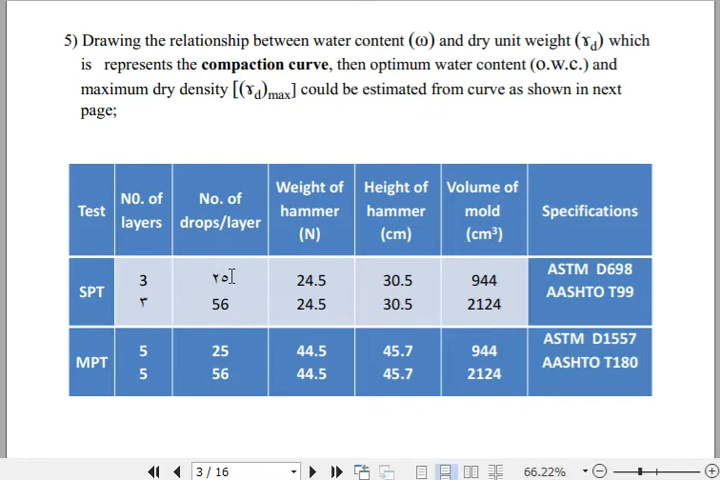 5) Drawing the relationship between water content (ω) and dry unit weight (ɤd) which
is represents the compaction curve, then optimum water content (o.w.c.) and
maximum dry density [(ɤd)max] could be estimated from curve as shown in next
page;
Test N0. of layers No. of drops/layer Weight of hammer (N) Height of hammer (cm) Volume of mold (cm³) Specifications
SPT 3 ٢٥ 24.5 30.5 944 ASTM D698
٣ 56 24.5 30.5 2124 AASHTO T99
MPT 5 25 44.5 45.7 944 ASTM D1557
5 56 44.5 45.7 2124 AASHTO T180
3 / 16 66.22%